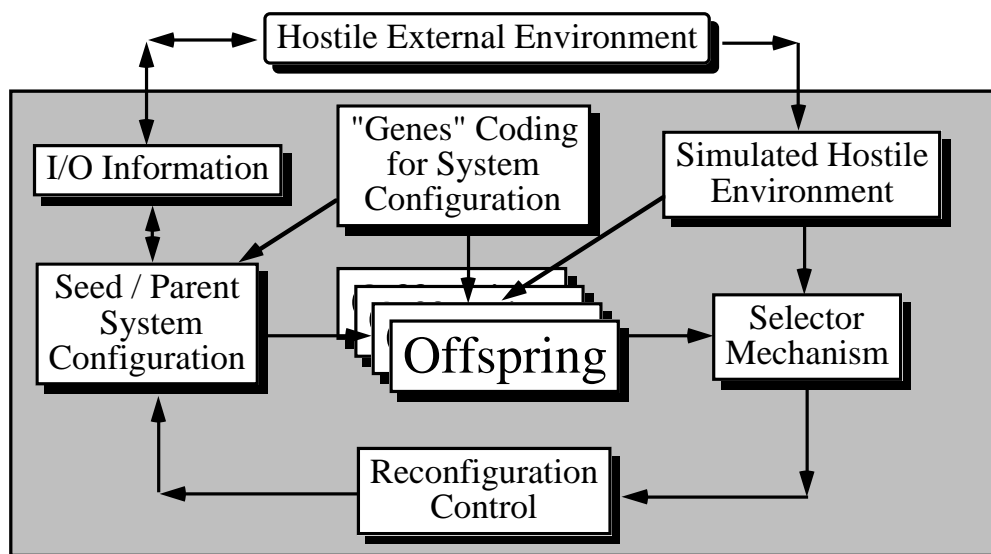 Hostile External Environment
"Genes" Coding
for System
Configuration
I/O Information
Simulated Hostile
Environment
Seed / Parent
System
Configuration
Offspring
Selector
Mechanism
Reconfiguration
Control